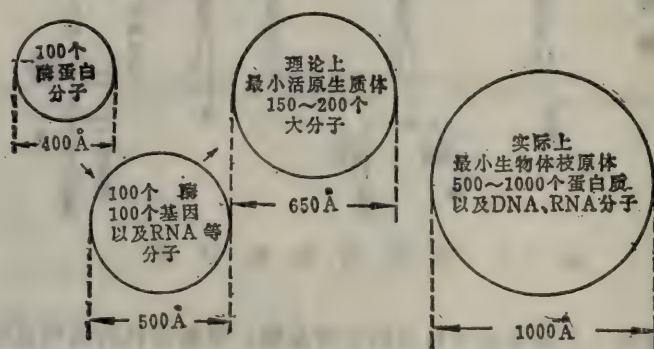 100个
酶蛋白
分子
400Å
100个 酶
100个基因
以及RNA 等
分子
500Å
理论上
最小活原生质体
150～200个
大分子
650Å
实际上
最小生物体枝原体
500～1000个蛋白质
以及DNA、RNA分子
1000Å